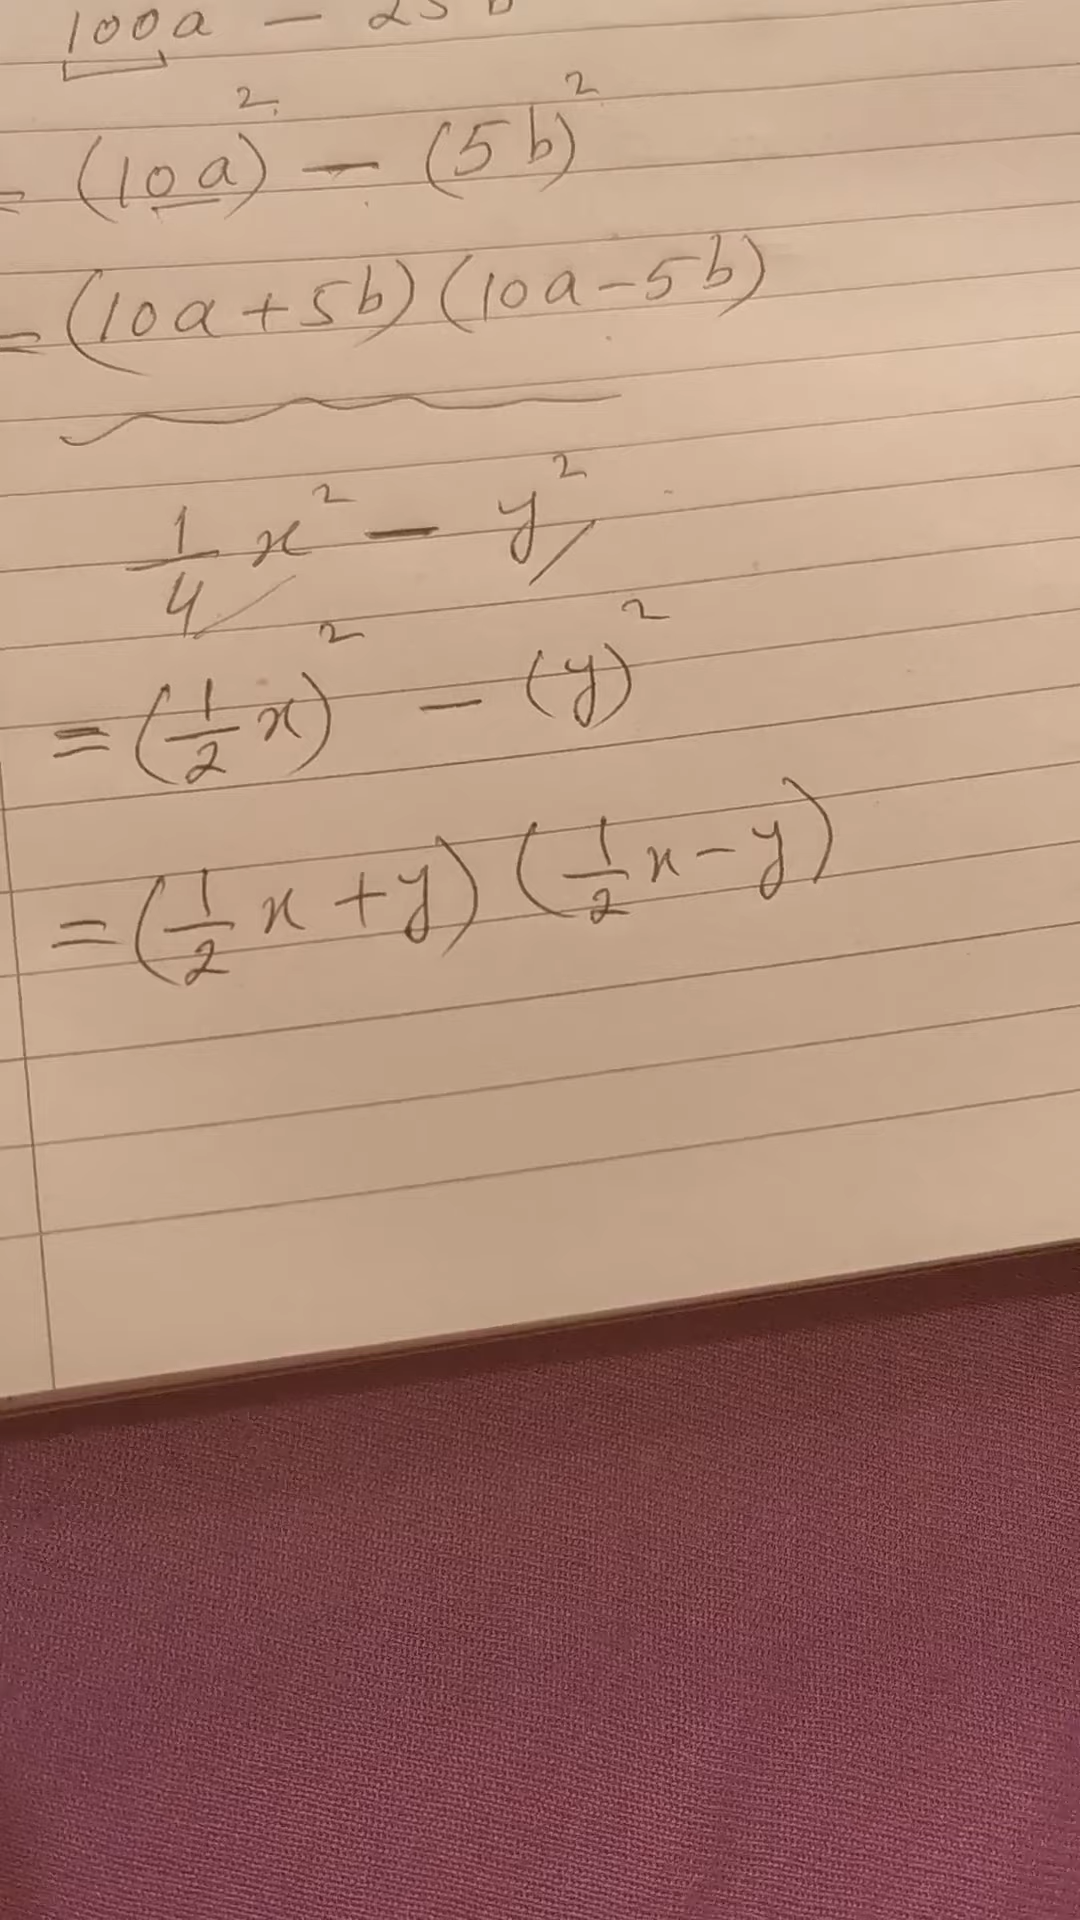 100a - 25 b
= (10a)² - (5b)²
= (10a+5b) (10a-5b)
1/4 x² - y²
= (1/2 x)² - (y)²
= (1/2 x + y) (1/2 x - y)